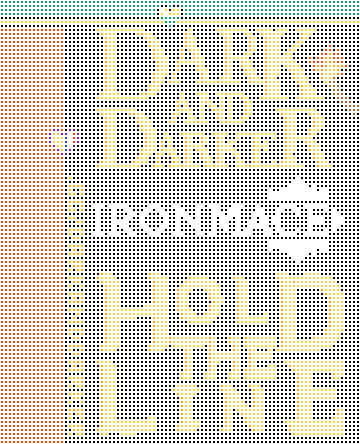 DARK
AND
DARKER
IRONMACE
HOLD
THE
LINE